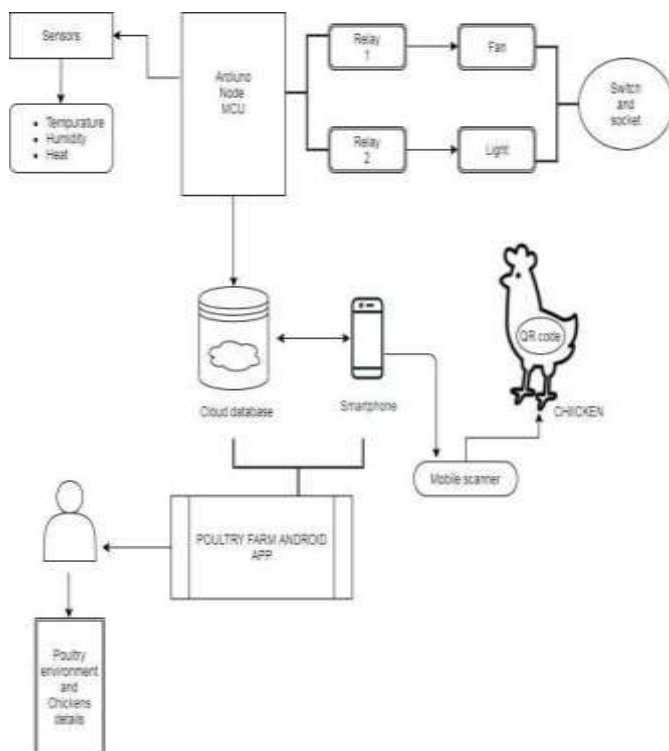 Sensors
Arduino
Node
MCU
Relay
1
Fan
Switch
and
socket
• Tempurature
• Humidity
• Heat
Relay
2
Light
QR code
Cloud database
Smartphone
CHICKEN
Mobile scanner
POULTRY FARM ANDROID
APP
Poultry
environment
and
Chickens
details